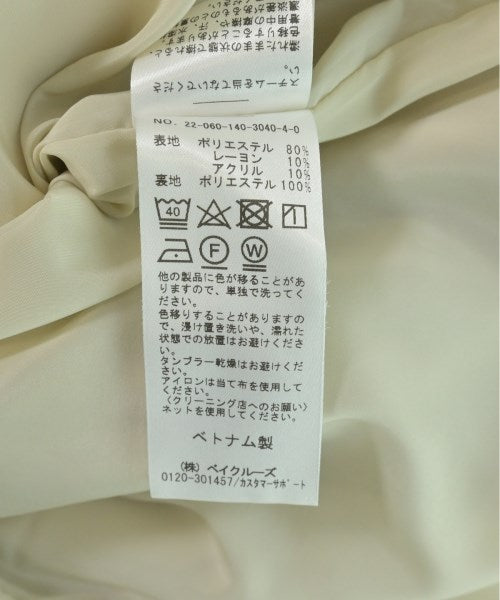 スチームを当てないでくださ
い。
NO. 22-060-140-3040-4-0
表地 ポリエステル 80%
レーヨン 10%
アクリル 10%
裏地 ポリエステル 100%
40
F W
他の製品に色が移ることがあ
りますので、単独で洗ってく
ださい。
色移りすることがありますの
で、浸け置き洗いや、濡れた
状態での放置はお避けくださ
い。
タンブラー乾燥はお避けくだ
さい。
アイロンは当て布を使用して
ください。
〈クリーニング店へのお願い〉
ネットを使用してください。
ベトナム製
(株) ベイクルーズ
0120-301457/カスタマーサポート